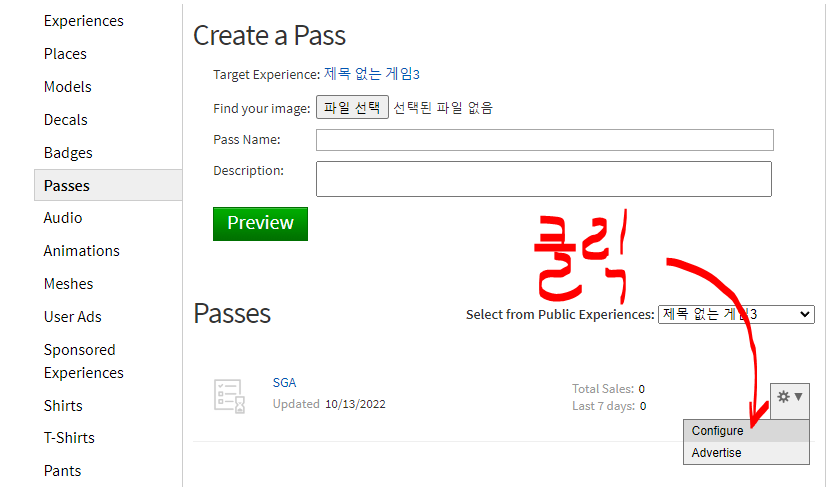 Experiences
Places
Models
Decals
Badges
Passes
Audio
Animations
Meshes
User Ads
Sponsored
Experiences
Shirts
T-Shirts
Pants
Create a Pass
Target Experience: 제목 없는 게임3
Find your image: 파일 선택 선택된 파일 없음
Pass Name:
Description:
Preview
클릭
Passes
Select from Public Experiences: 제목 없는 게임3
SGA
Updated 10/13/2022
Total Sales: 0
Last 7 days: 0
Configure
Advertise